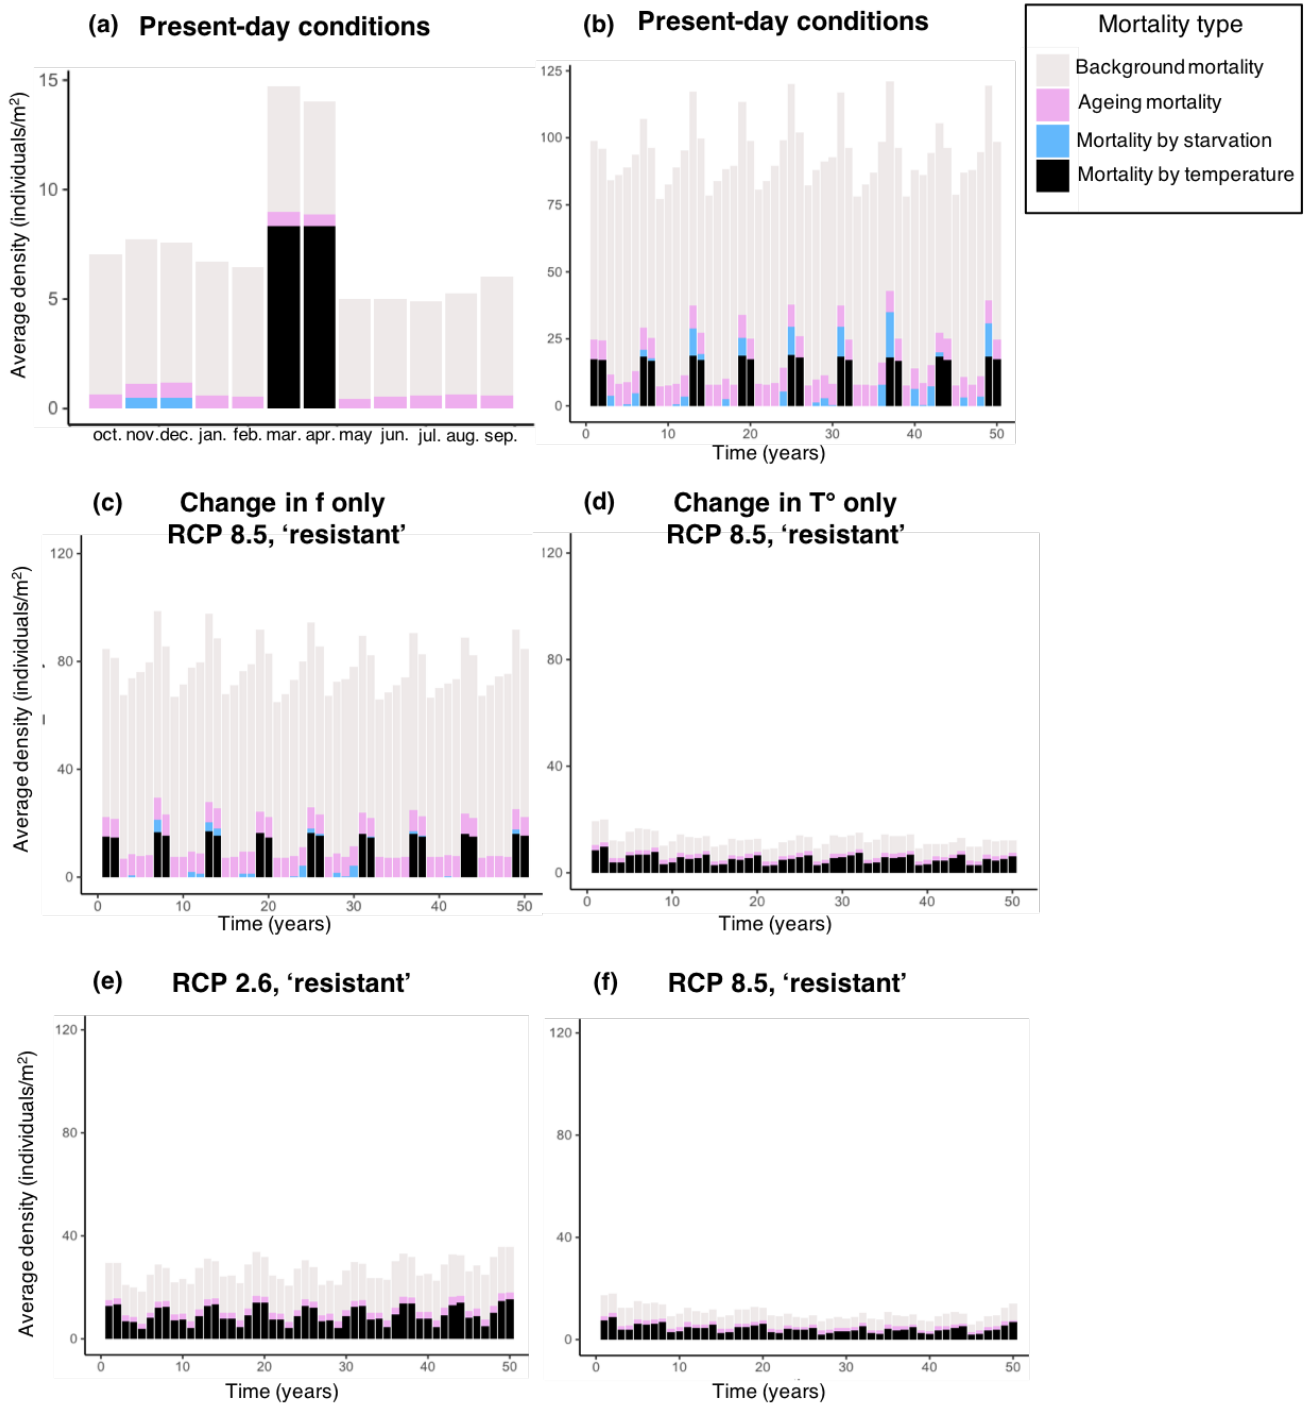 (a) Present-day conditions
(b) Present-day conditions
Mortality type
Background mortality
Ageing mortality
Mortality by starvation
Mortality by temperature
Average density (individuals/m²)
15
10
5
0
oct. nov. dec. jan. feb. mar. apr. may jun. jul. aug. sep.
125
100
75
50
25
0
0 10 20 30 40 50
Time (years)
(c) Change in f only
RCP 8.5, ‘resistant’
(d) Change in T° only
RCP 8.5, ‘resistant’
Average density (individuals/m²)
120
80
40
0
0 10 20 30 40 50
Time (years)
120
80
40
0
0 10 20 30 40 50
Time (years)
(e) RCP 2.6, ‘resistant’
(f) RCP 8.5, ‘resistant’
Average density (individuals/m²)
120
80
40
0
0 10 20 30 40 50
Time (years)
120
80
40
0
0 10 20 30 40 50
Time (years)